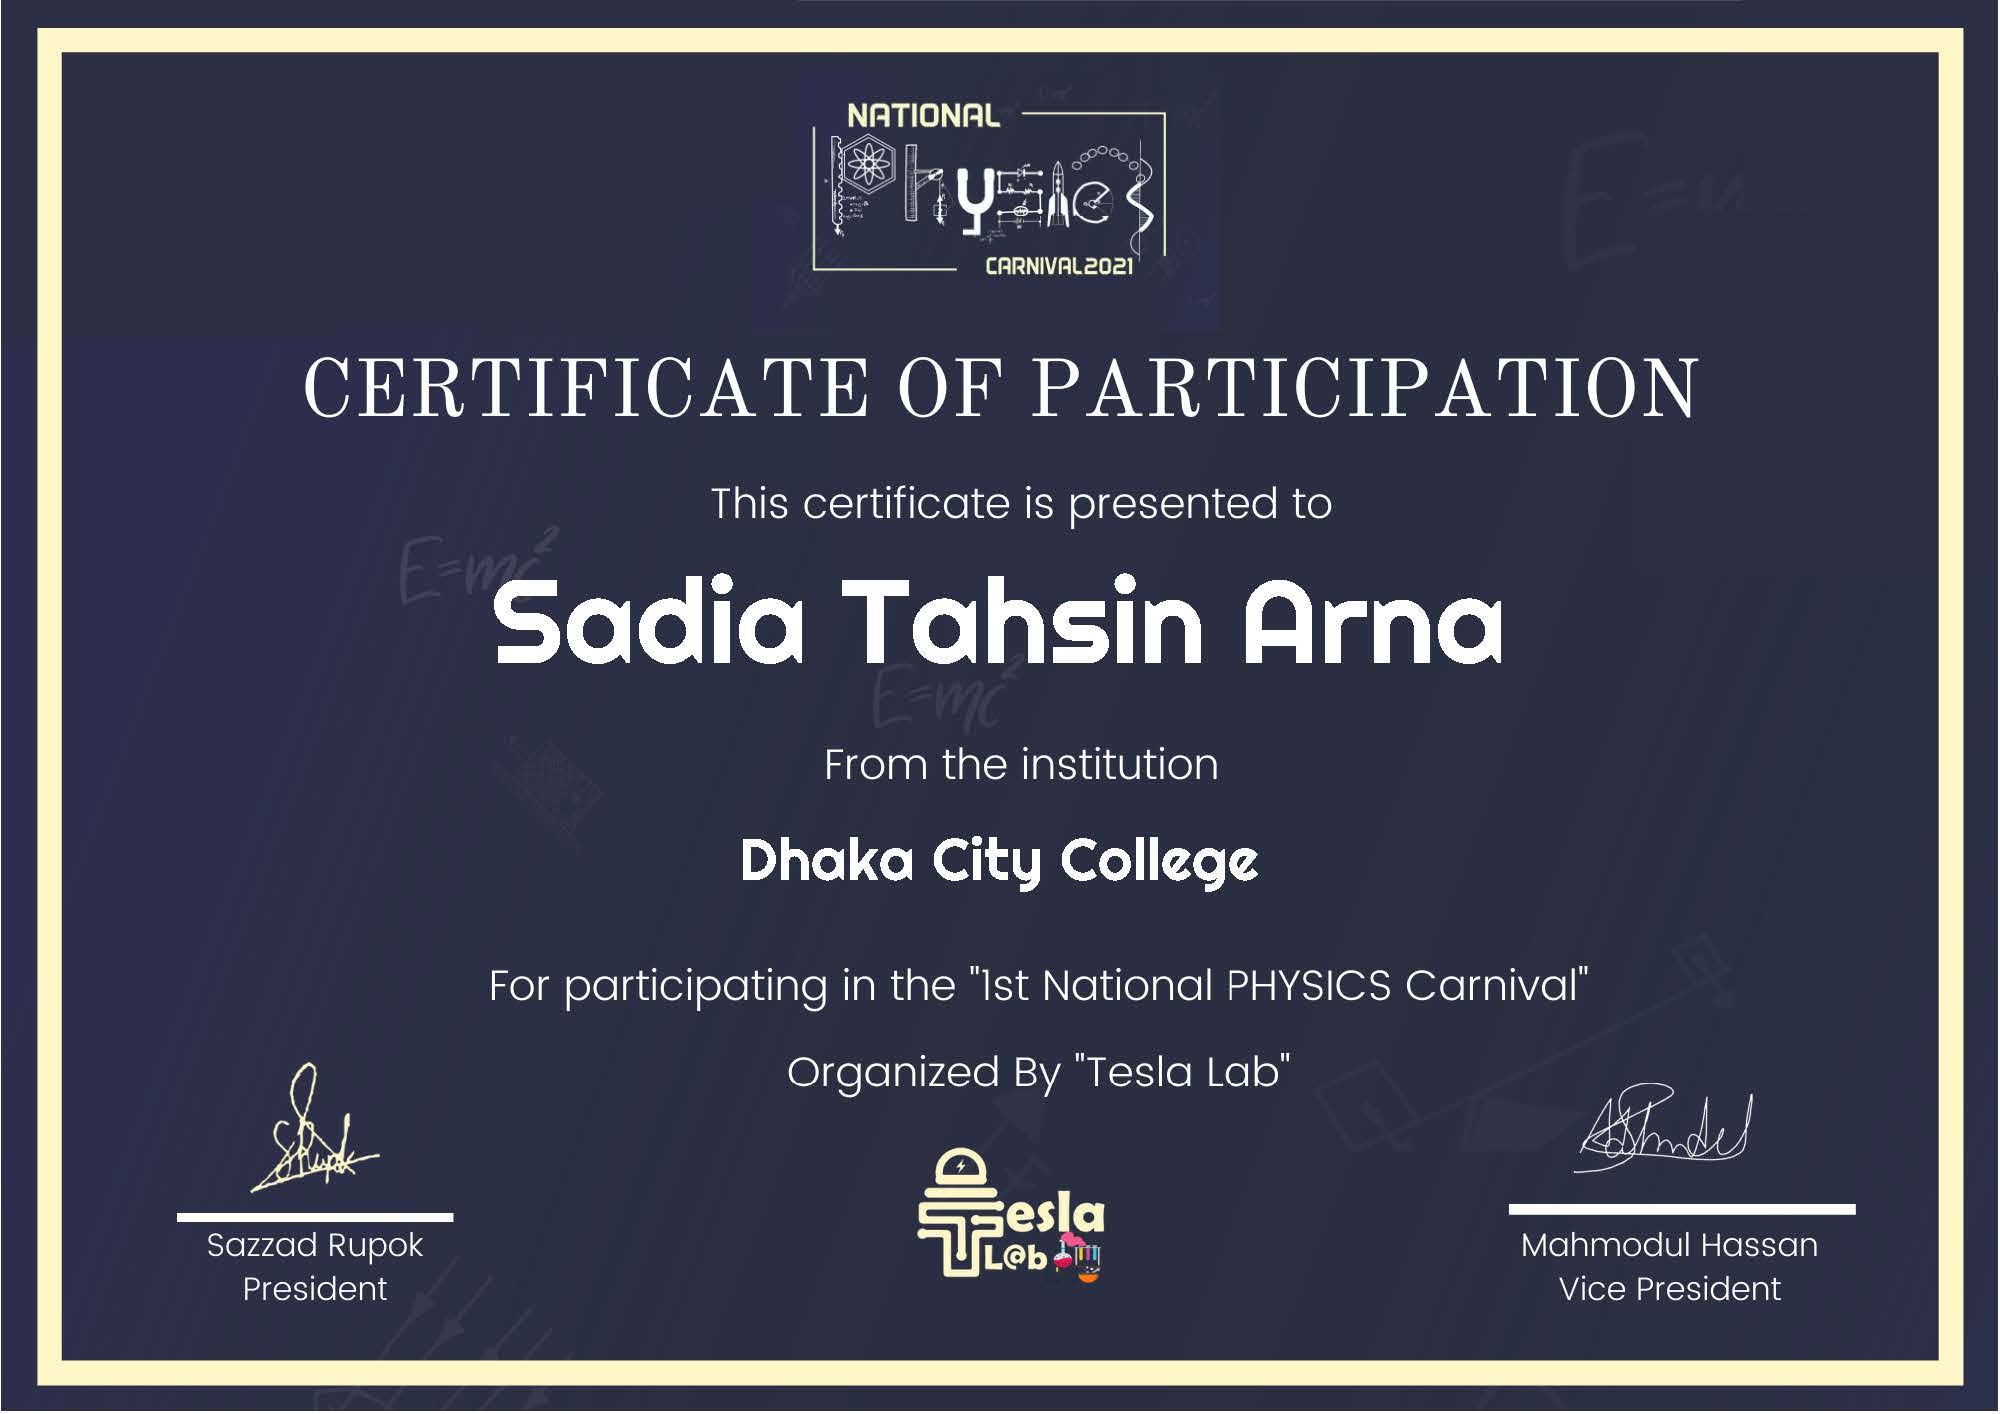 NATIONAL
Physics
CARNIVAL2021
CERTIFICATE OF PARTICIPATION
This certificate is presented to
E=mc²
Sadia Tahsin Arna
E=mc²
From the institution
Dhaka City College
For participating in the "1st National PHYSICS Carnival"
Organized By "Tesla Lab"
Tesla
L@b
Sazzad Rupok
President
Mahmodul Hassan
Vice President